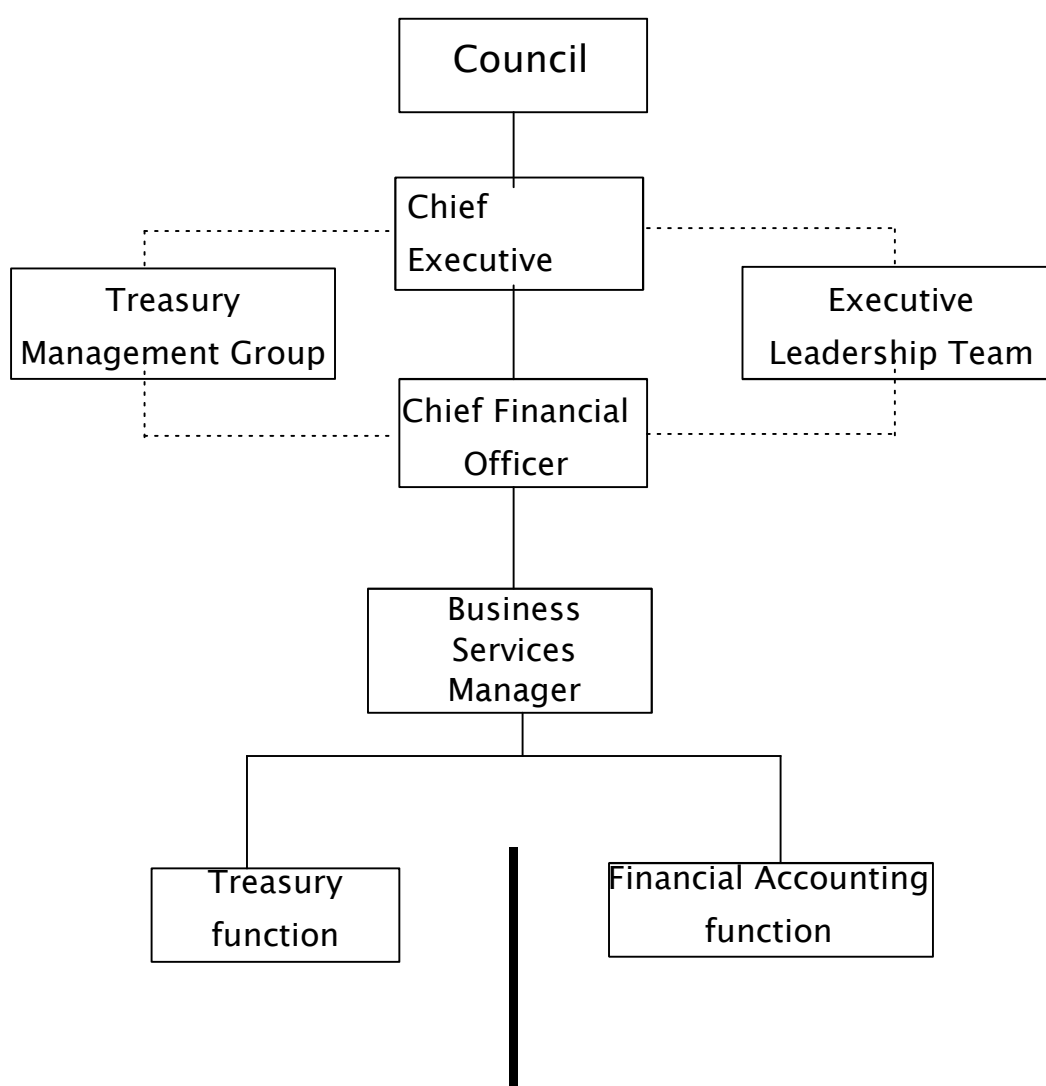 Council
Chief
Executive
Treasury
Management Group
Executive
Leadership Team
Chief Financial
Officer
Business
Services
Manager
Treasury
function
Financial Accounting
function